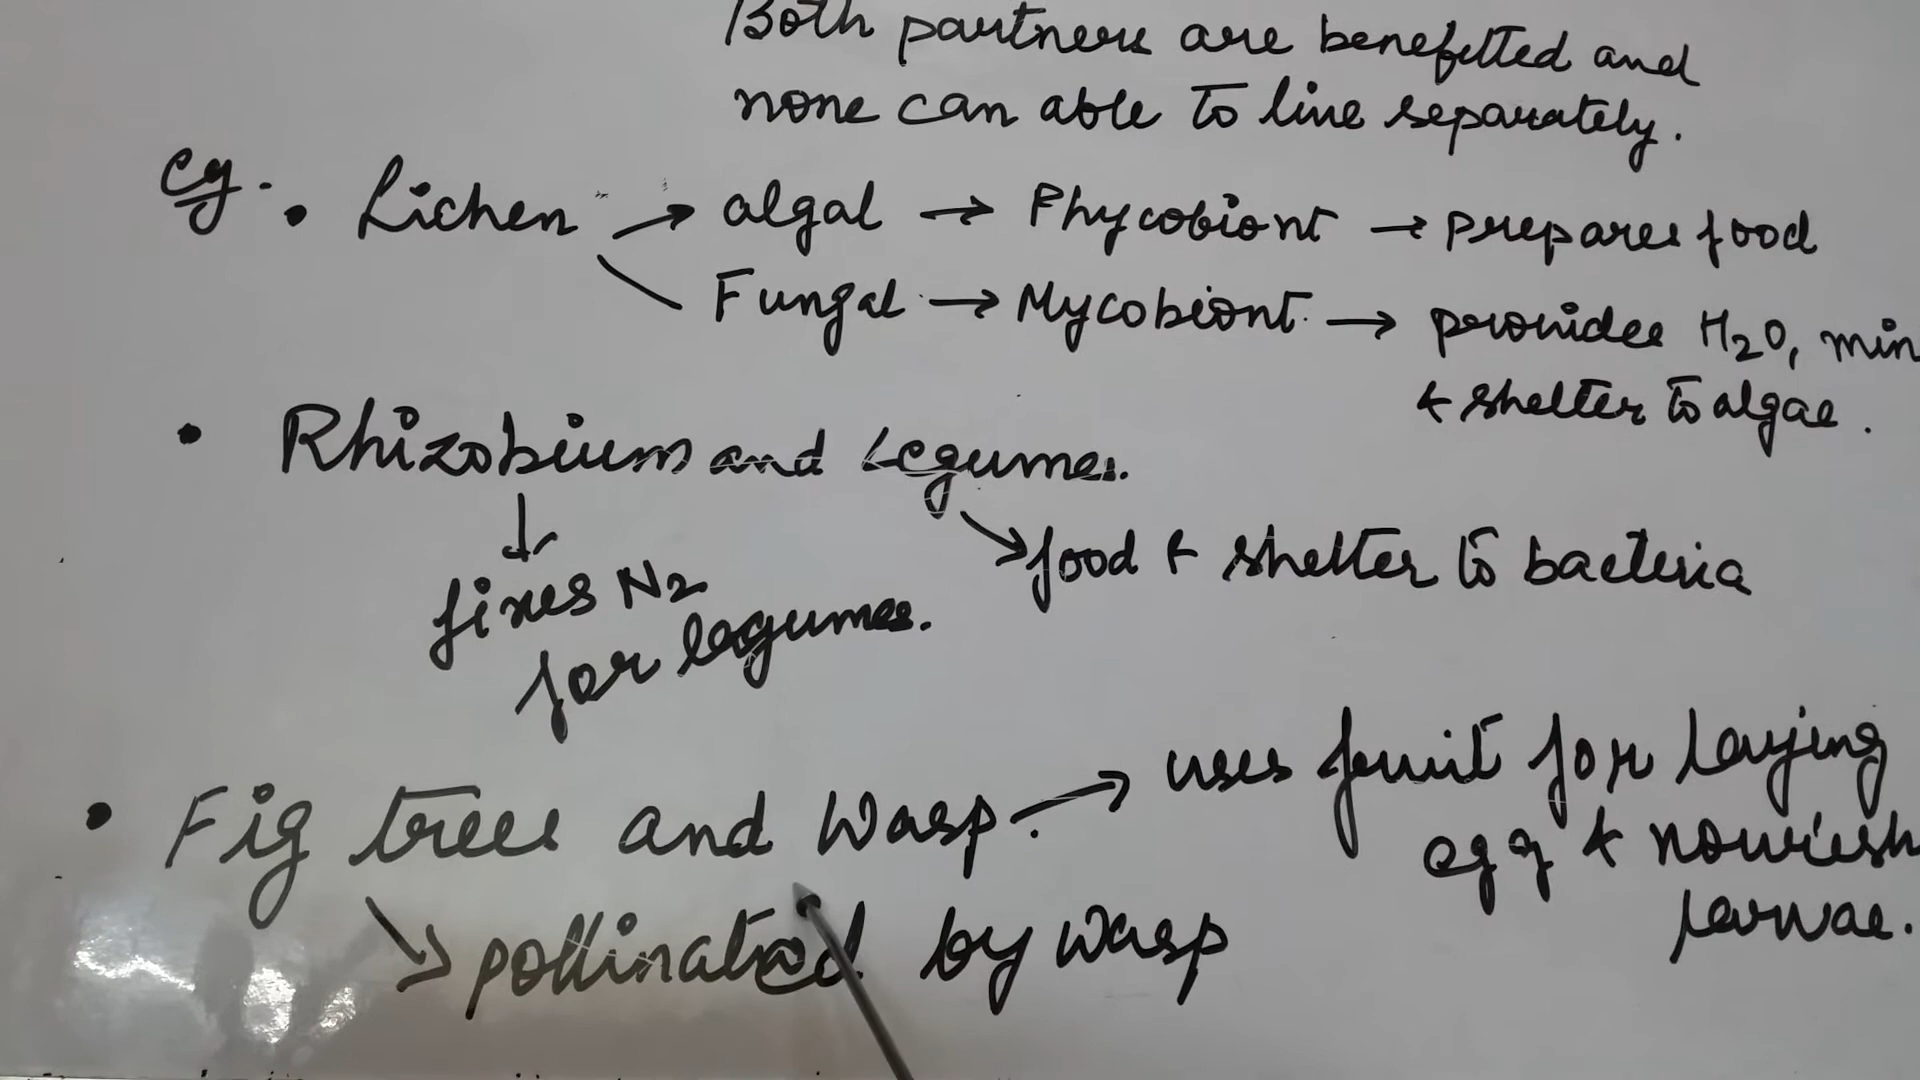 Both partners are benefitted and
none can able to live separately.
eg. • Lichen → algal → Phycobiont → prepares food
Fungal → Mycobiont. → provides H2O, min
& shelter to algae.
• Rhizobium and Legumes.
→ food & shelter to bacteria
↓
fixes N2
for legumes.
• Fig trees and Wasp. → uses fruit for laying
egg & nourish
larvae.
→ pollinated by wasp